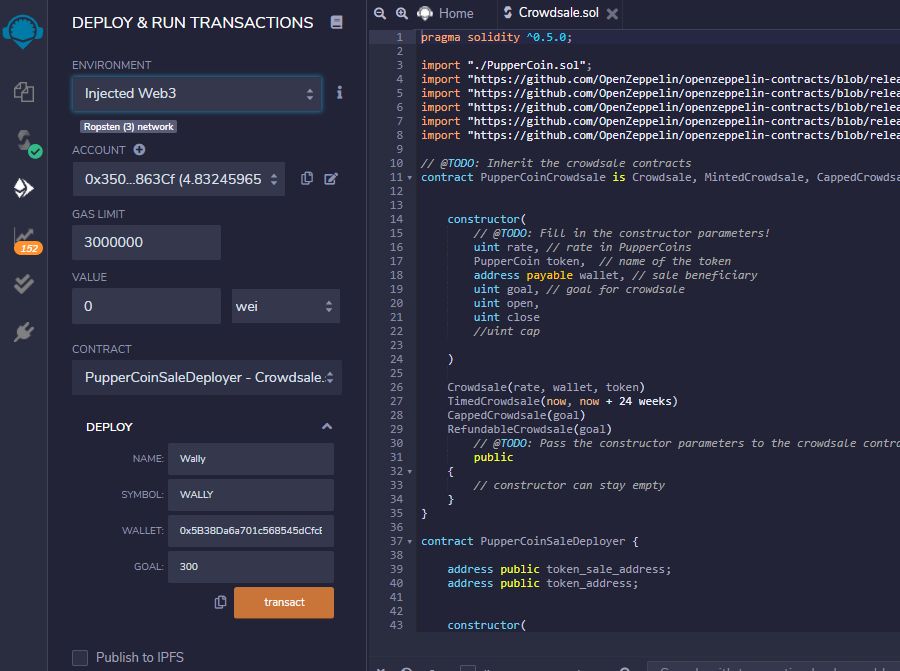 DEPLOY & RUN TRANSACTIONS
ENVIRONMENT
Injected Web3
Ropsten (3) network
ACCOUNT
0x350...863Cf (4.83245965
GAS LIMIT
3000000
VALUE
0
wei
CONTRACT
PupperCoinSaleDeployer - Crowdsale.
DEPLOY
NAME:
Wally
SYMBOL:
WALLY
WALLET:
0x5B38Da6a701c568545dCfcB
GOAL:
300
transact
Publish to IPFS
152
Home
Crowdsale.sol
1 pragma solidity ^0.5.0;
2
3 import "./PupperCoin.sol";
4 import "https://github.com/OpenZeppelin/openzeppelin-contracts/blob/relea
5 import "https://github.com/OpenZeppelin/openzeppelin-contracts/blob/relea
6 import "https://github.com/OpenZeppelin/openzeppelin-contracts/blob/relea
7 import "https://github.com/OpenZeppelin/openzeppelin-contracts/blob/relea
8 import "https://github.com/OpenZeppelin/openzeppelin-contracts/blob/relea
9
10 // @TODO: Inherit the crowdsale contracts
11 contract PupperCoinCrowdsale is Crowdsale, MintedCrowdsale, CappedCrowdsa
12
13
14 constructor(
15 // @TODO: Fill in the constructor parameters!
16 uint rate, // rate in PupperCoins
17 PupperCoin token, // name of the token
18 address payable wallet, // sale beneficiary
19 uint goal, // goal for crowdsale
20 uint open,
21 uint close
22 //uint cap
23
24 )
25
26 Crowdsale(rate, wallet, token)
27 TimedCrowdsale(now, now + 24 weeks)
28 CappedCrowdsale(goal)
29 RefundableCrowdsale(goal)
30 // @TODO: Pass the constructor parameters to the crowdsale contra
31 public
32 {
33 // constructor can stay empty
34 }
35 }
36
37 contract PupperCoinSaleDeployer {
38
39 address public token_sale_address;
40 address public token_address;
41
42
43 constructor(